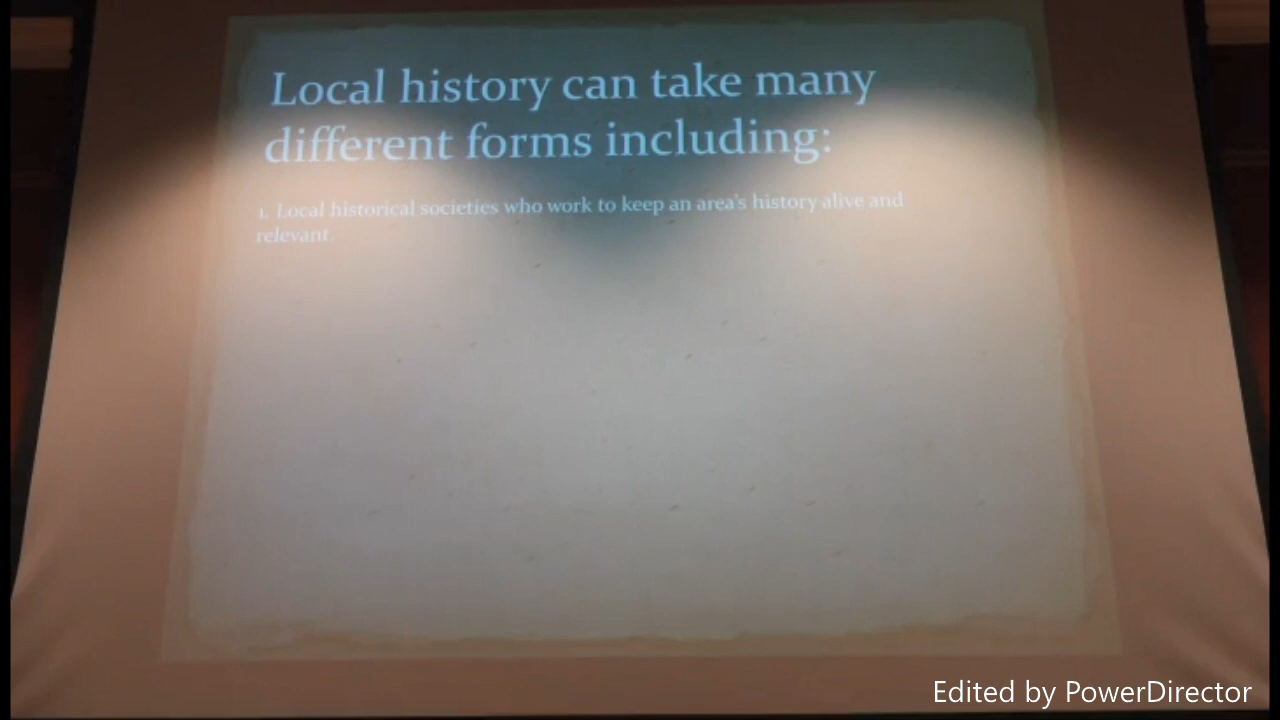 Local history can take many
different forms including:
1. Local historical societies who work to keep an area's history alive and
relevant.
Edited by PowerDirector